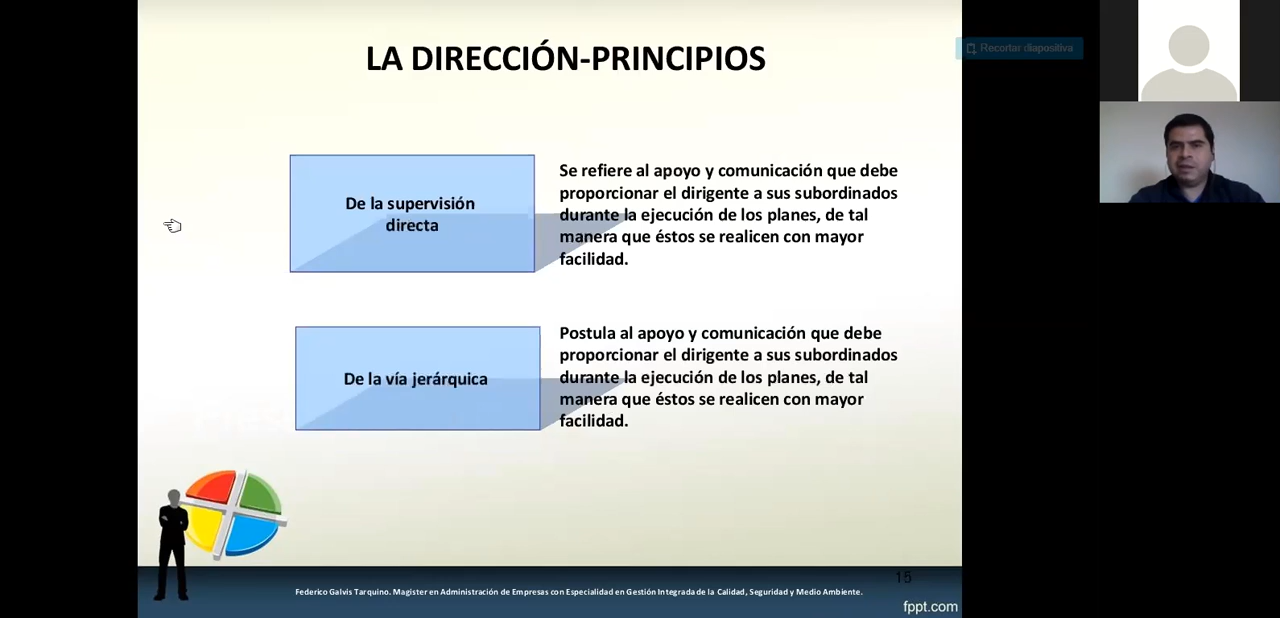 LA DIRECCIÓN-PRINCIPIOS
Recortar diapositiva
De la supervisión
directa
Se refiere al apoyo y comunicación que debe
proporcionar el dirigente a sus subordinados
durante la ejecución de los planes, de tal
manera que éstos se realicen con mayor
facilidad.
De la vía jerárquica
Postula al apoyo y comunicación que debe
proporcionar el dirigente a sus subordinados
durante la ejecución de los planes, de tal
manera que éstos se realicen con mayor
facilidad.
15
Federico Galvis Tarquino. Magister en Administración de Empresas con Especialidad en Gestión Integrada de la Calidad, Seguridad y Medio Ambiente.
fppt.com